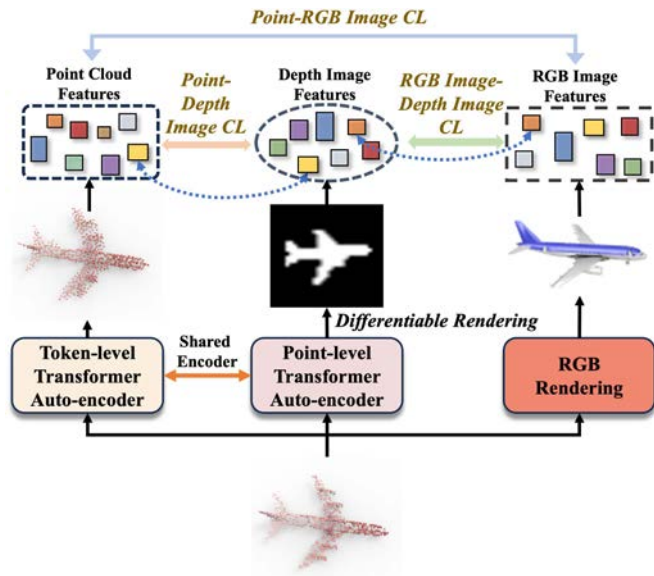 Point-RGB Image CL
Point Cloud
Features
Point-
Depth
Image CL
Depth Image
Features
RGB Image-
Depth Image
CL
RGB Image
Features
Differentiable Rendering
Token-level
Transformer
Auto-encoder
Shared
Encoder
Point-level
Transformer
Auto-encoder
RGB
Rendering